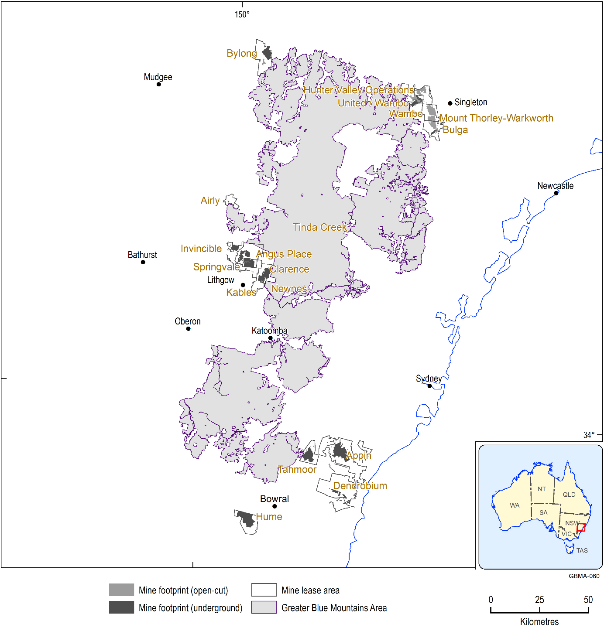 150°
Bylong
Mudgee
Hunter Valley Operations
United - Wambo
Singleton
Wambo
Mount Thorley-Warkworth
Bulga
Newcastle
Airly
Tinda Creek
Invincible
Angus Place
Bathurst
Springvale
Clarence
Lithgow
Newnes
Kables
Oberon
Katoomba
Sydney
34°
Appin
Tahmoor
Dendrobium
Bowral
Hume
NT
QLD
WA
SA
NSW
VIC
TAS
GBMA-060
Mine footprint (open-cut)
Mine lease area
Mine footprint (underground)
Greater Blue Mountains Area
0 25 50
Kilometres